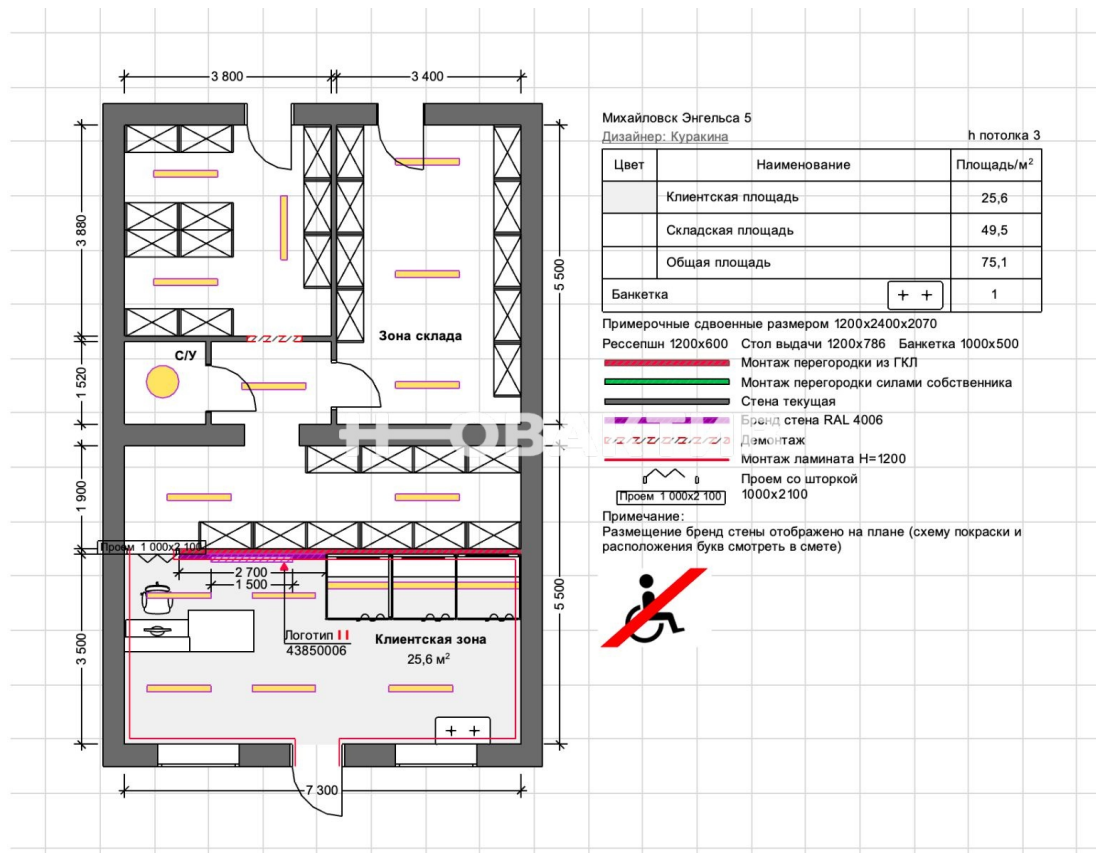 3 800
3 400
3 880
1 520
1 900
3 500
5 500
5 500
С/У
Зона склада
Проем 1 000x2 100
2 700
1 500
Логотип
43850006
Клиентская зона
25,6 м²
+ +
7 300
Михайловск Энгельса 5
Дизайнер: Куракина h потолка 3
Цвет Наименование Площадь/м²
Клиентская площадь 25,6
Складская площадь 49,5
Общая площадь 75,1
Банкетка + + 1
Примерочные сдвоенные размером 1200х2400х2070
Рессепшн 1200х600 Стол выдачи 1200х786 Банкетка 1000х500
Монтаж перегородки из ГКЛ
Монтаж перегородки силами собственника
Стена текущая
Бренд стена RAL 4006
Демонтаж
Монтаж ламината H=1200
Проем со шторкой
Проем 1 000x2 100 1000х2100
Примечание:
Размещение бренд стены отображено на плане (схему покраски и
расположения букв смотреть в смете)